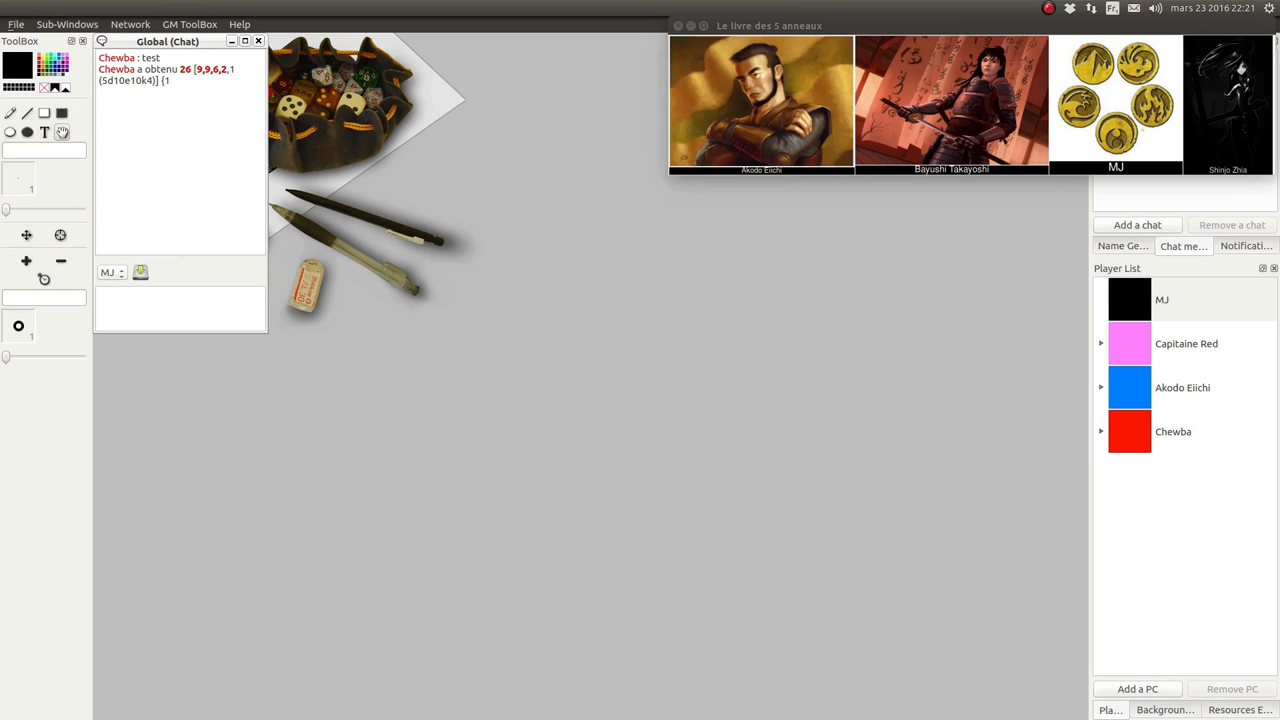 Fr
mars 23 2016 22:21
File Sub-Windows Network GM ToolBox Help
Le livre des 5 anneaux
ToolBox
Global (Chat)
Chewba : test
Chewba a obtenu 26 [9,9,6,2,1
(5d10e10k4)] {1
T
1
1
MJ
Akodo Eiichi
Bayushi Takayoshi
MJ
Shinjo Zhia
Add a chat
Remove a chat
Name Ge...
Chat me...
Notificati...
Player List
MJ
Capitaine Red
Akodo Eiichi
Chewba
Add a PC
Remove PC
Pla...
Backgroun...
Resources E...